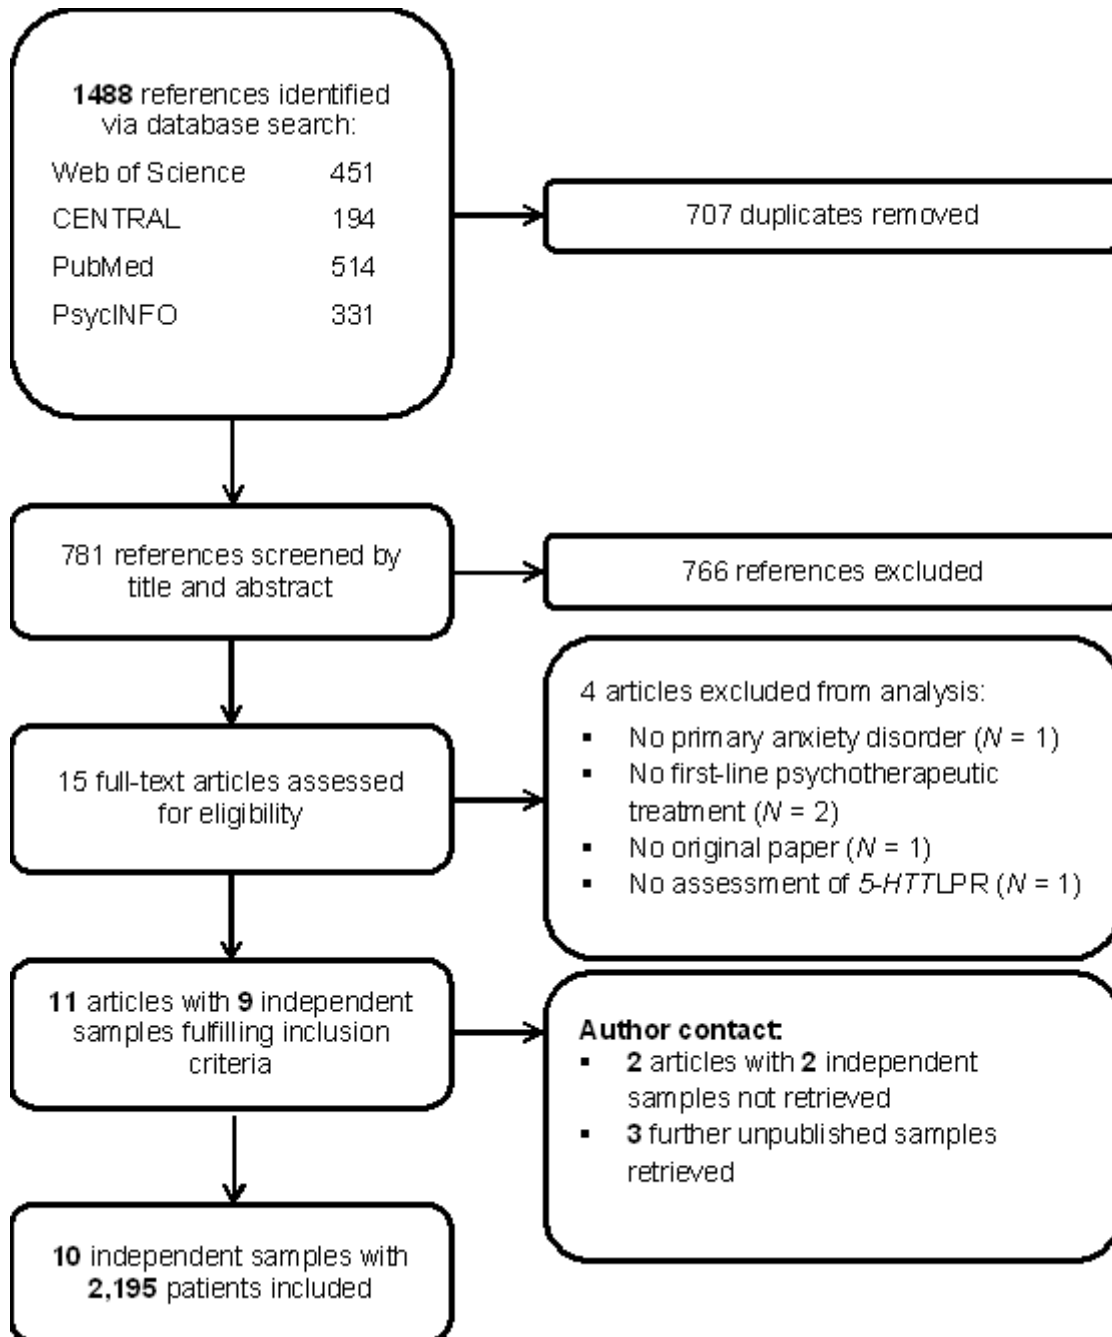 1488 references identified
via database search:
Web of Science 451
CENTRAL 194
PubMed 514
PsycINFO 331
707 duplicates removed
781 references screened by
title and abstract
766 references excluded
15 full-text articles assessed
for eligibility
4 articles excluded from analysis:
▪ No primary anxiety disorder (N = 1)
▪ No first-line psychotherapeutic
treatment (N = 2)
▪ No original paper (N = 1)
▪ No assessment of 5-HTTLPR (N = 1)
11 articles with 9 independent
samples fulfilling inclusion
criteria
Author contact:
▪ 2 articles with 2 independent
samples not retrieved
▪ 3 further unpublished samples
retrieved
10 independent samples with
2,195 patients included